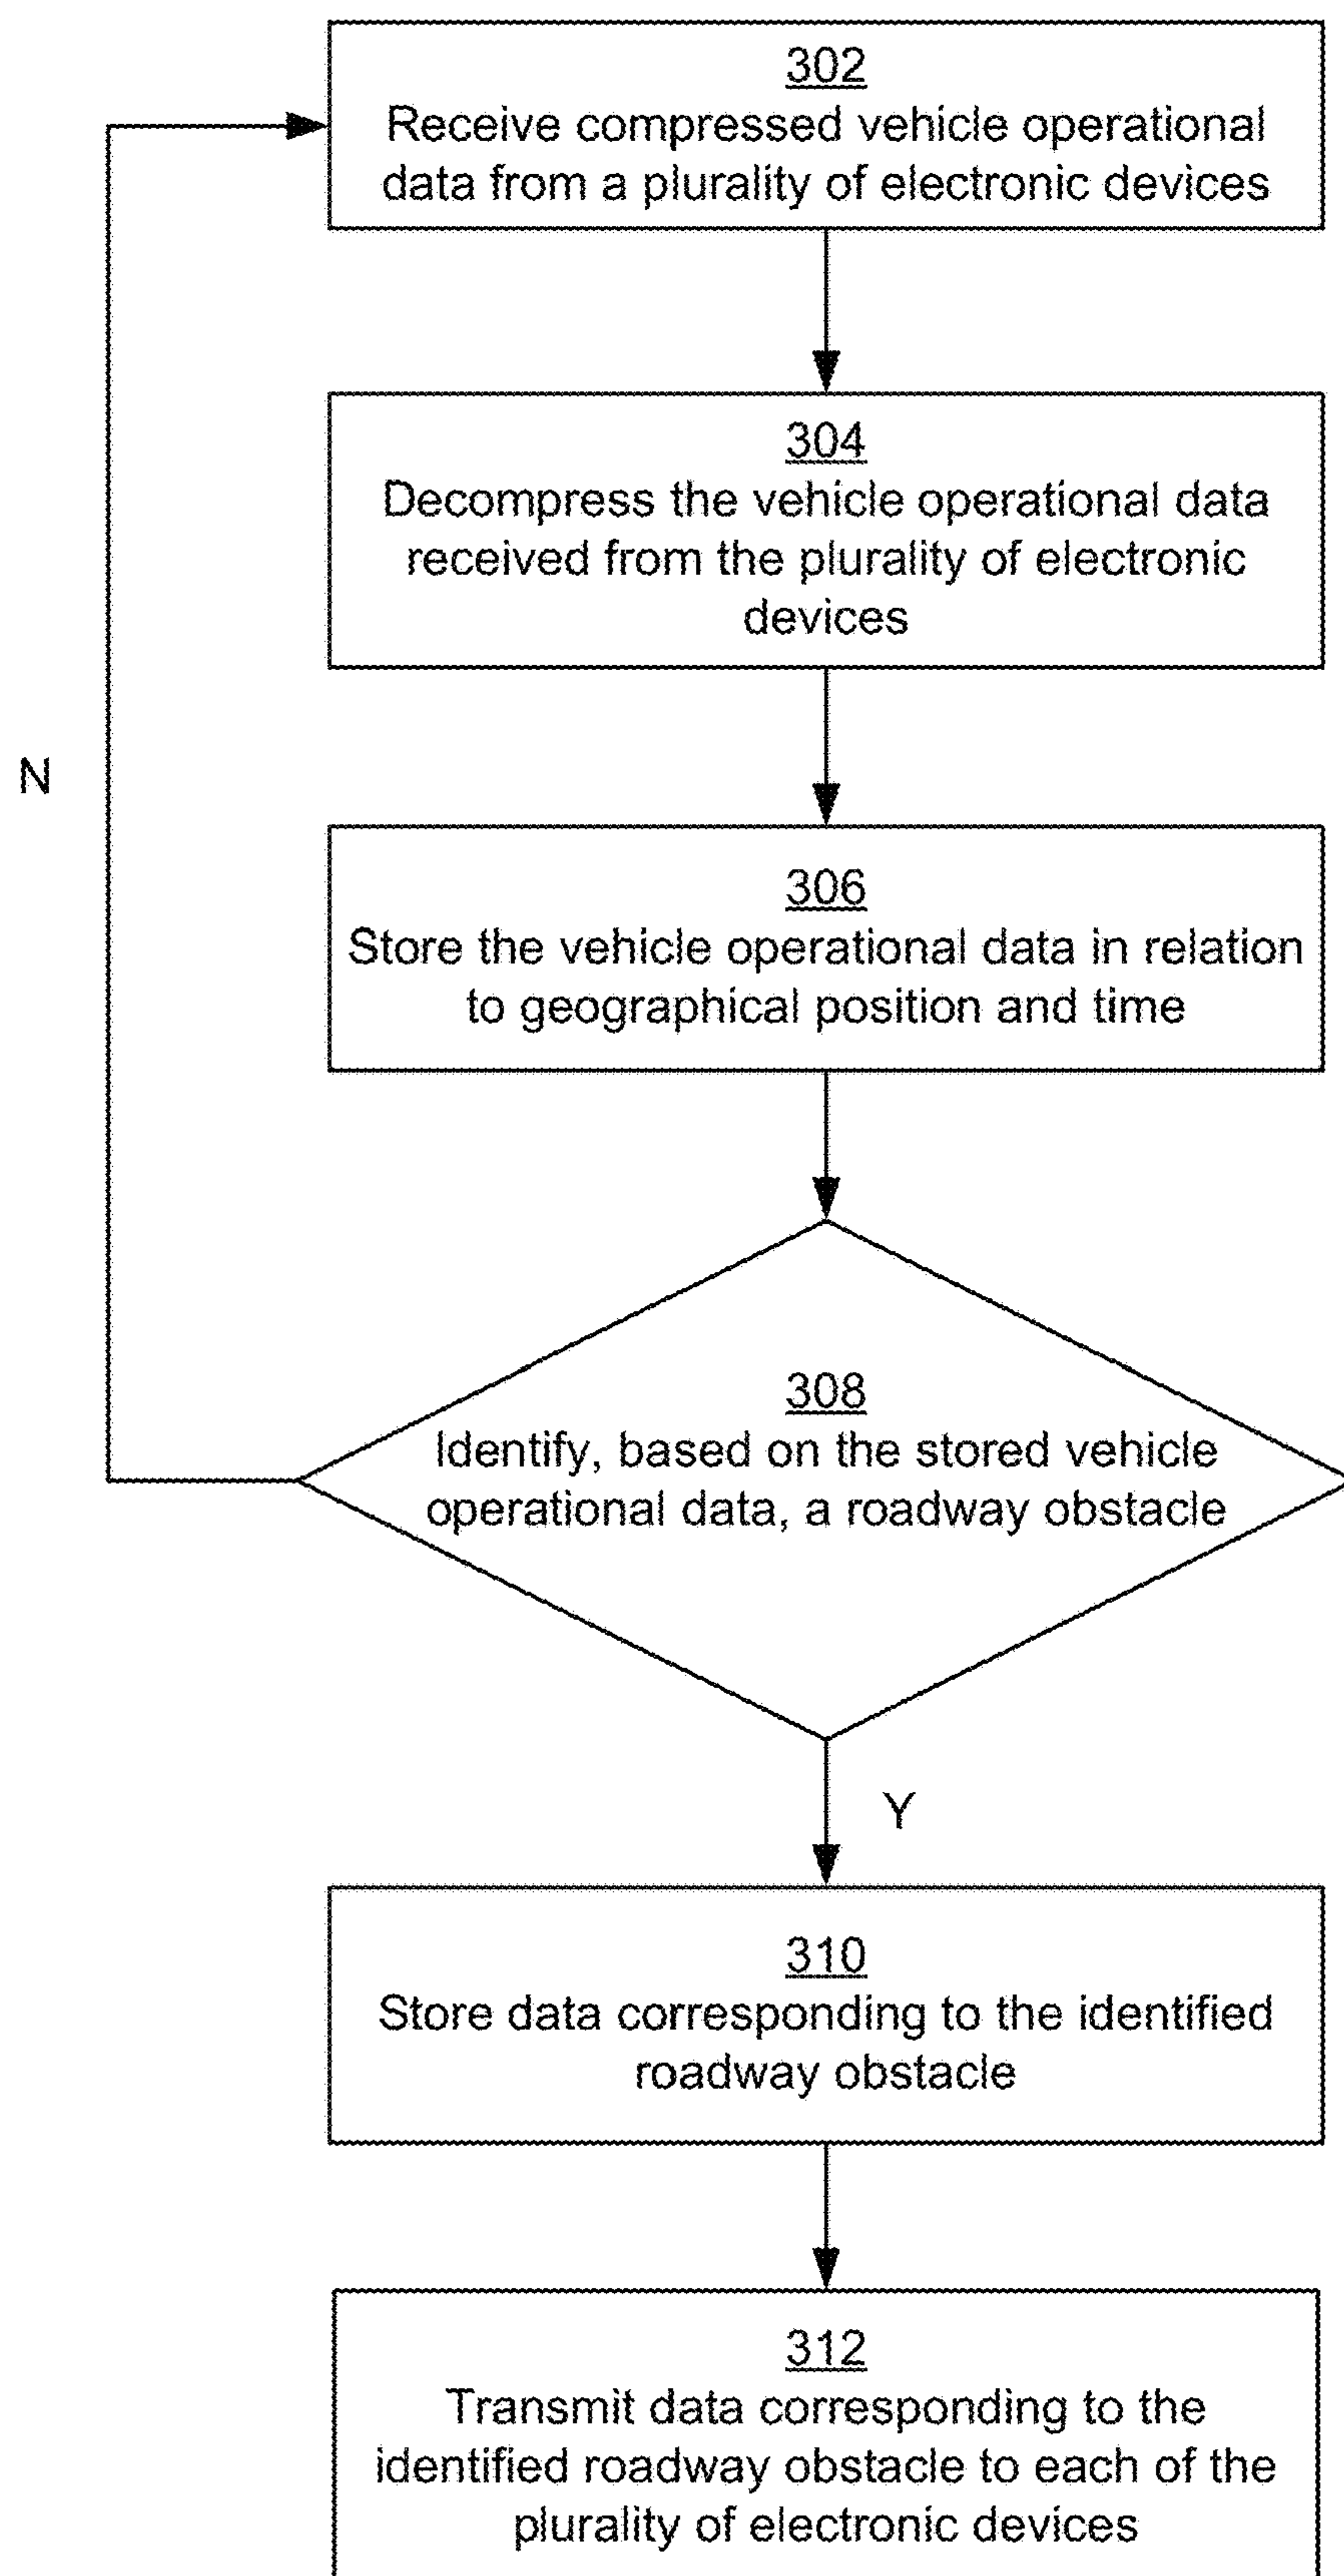 302
Receive compressed vehicle operational
data from a plurality of electronic devices
304
Decompress the vehicle operational data
received from the plurality of electronic
devices
N
306
Store the vehicle operational data in relation
to geographical position and time
308
Identify, based on the stored vehicle
operational data, a roadway obstacle
Y
310
Store data corresponding to the identified
roadway obstacle
312
Transmit data corresponding to the
identified roadway obstacle to each of the
plurality of electronic devices